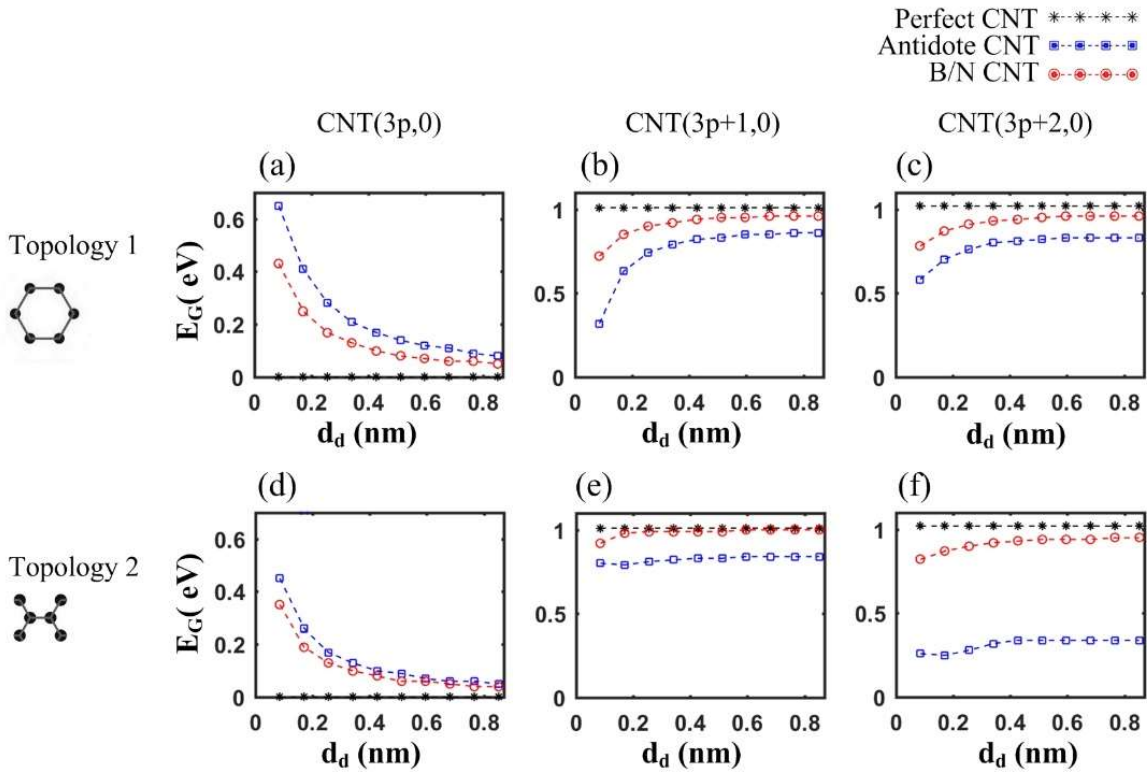 Perfect CNT
Antidote CNT
B/N CNT
CNT(3p,0)
CNT(3p+1,0)
CNT(3p+2,0)
Topology 1
(a)
E_G( eV)
0.6
0.4
0.2
0
0 0.2 0.4 0.6 0.8
d_d (nm)
(b)
1
0.5
0
0 0.2 0.4 0.6 0.8
d_d (nm)
(c)
1
0.5
0
0 0.2 0.4 0.6 0.8
d_d (nm)
Topology 2
(d)
E_G( eV)
0.6
0.4
0.2
0
0 0.2 0.4 0.6 0.8
d_d (nm)
(e)
1
0.5
0
0 0.2 0.4 0.6 0.8
d_d (nm)
(f)
1
0.5
0
0 0.2 0.4 0.6 0.8
d_d (nm)